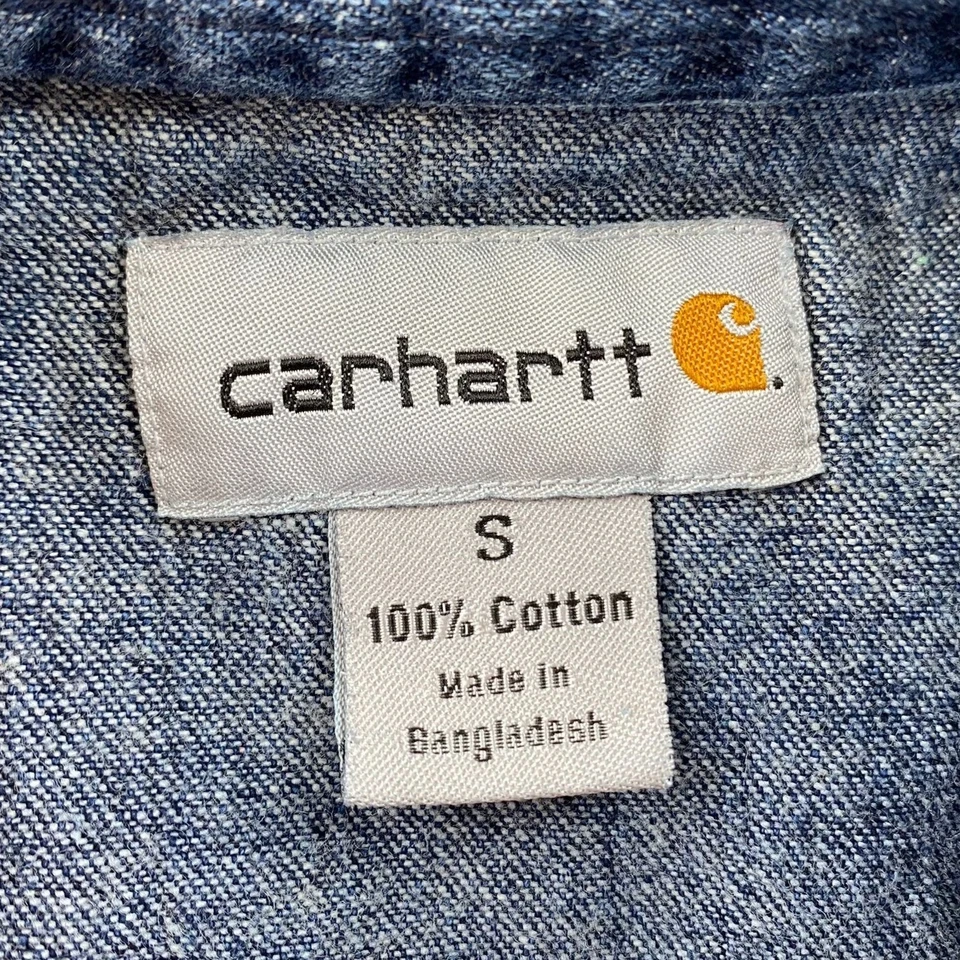 carhartt
S
100% Cotton
Made in
Bangladesh